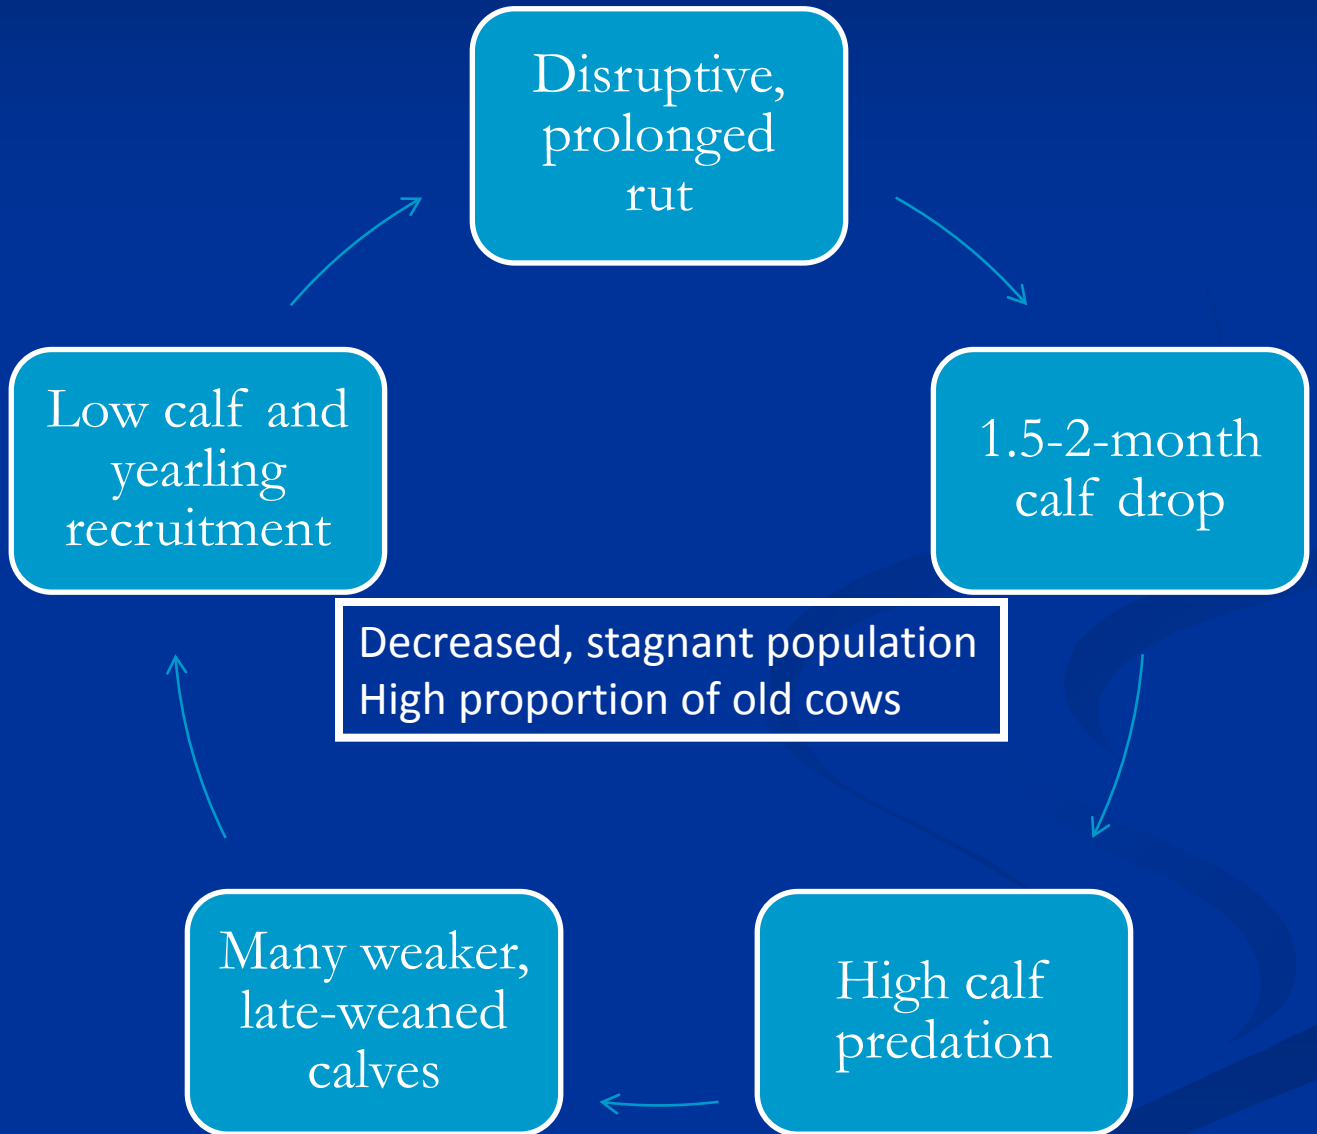 Disruptive,
prolonged
rut
1.5-2-month
calf drop
High calf
predation
Many weaker,
late-weaned
calves
Low calf and
yearling
recruitment
Decreased, stagnant population
High proportion of old cows